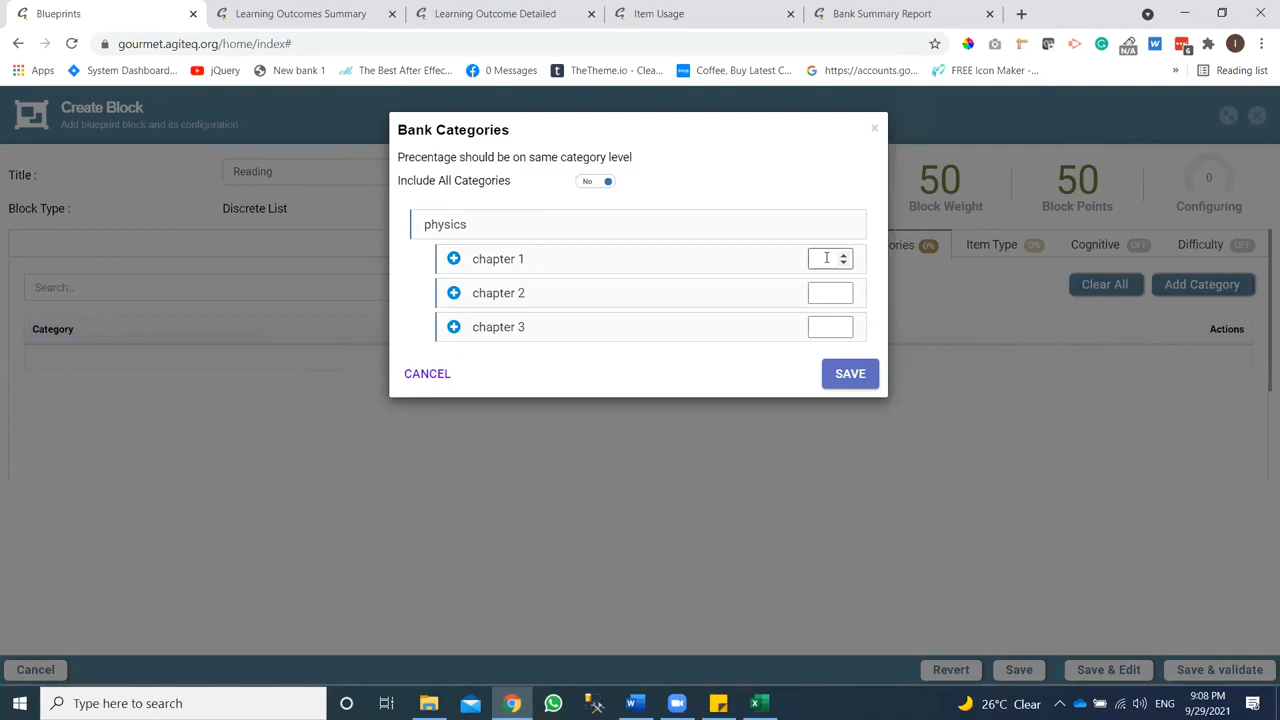 Blueprints
Learning Outcomes Summary
Learning Outcome Detailed
Item Usage
Bank Summary Report
gourmet.agiteq.org/home/index#
N/A
6
I
Apps
System Dashboard...
jQuery
New bank 1
The Best After Effec...
0 Messages
TheTheme.io - Clea...
Coffee, Buy Latest C...
https://accounts.go...
FREE Icon Maker -...
»
Reading list
Create Block
Add blueprint block and its configuration.
Title :
Reading
Block Type :
Discrete List
50
Block Weight
50
Block Points
0
Configuring
ories 0%
Item Type 0%
Cognitive OFF
Difficulty OFF
Search...
Clear All
Add Category
Category
Actions
Bank Categories
Precentage should be on same category level
Include All Categories
No
physics
chapter 1
chapter 2
chapter 3
CANCEL
SAVE
Cancel
Revert
Save
Save & Edit
Save & validate
Type here to search
26°C Clear
ENG
9:08 PM
9/29/2021